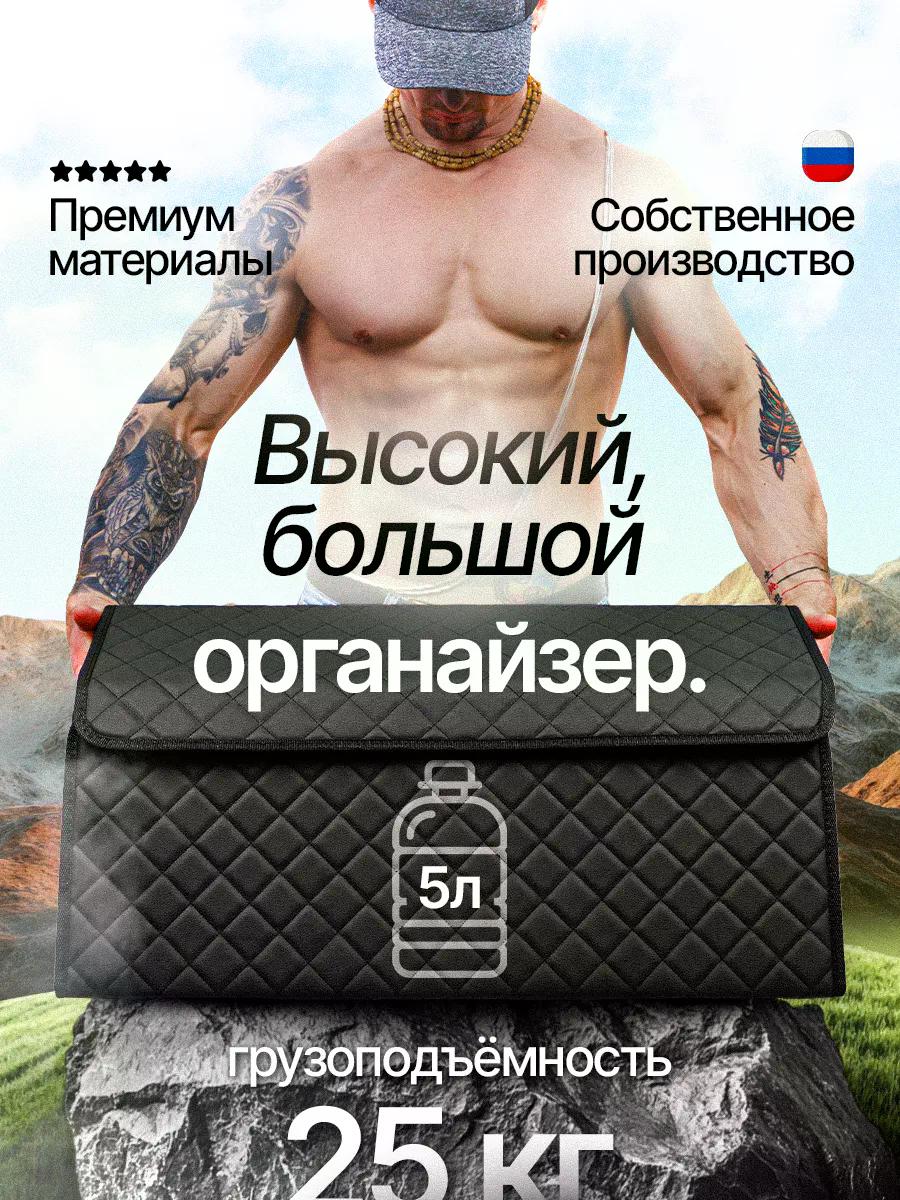 Премиум
материалы
Собственное
производство
Высокий,
большой
органайзер.
5л
грузоподъёмность
25 кг